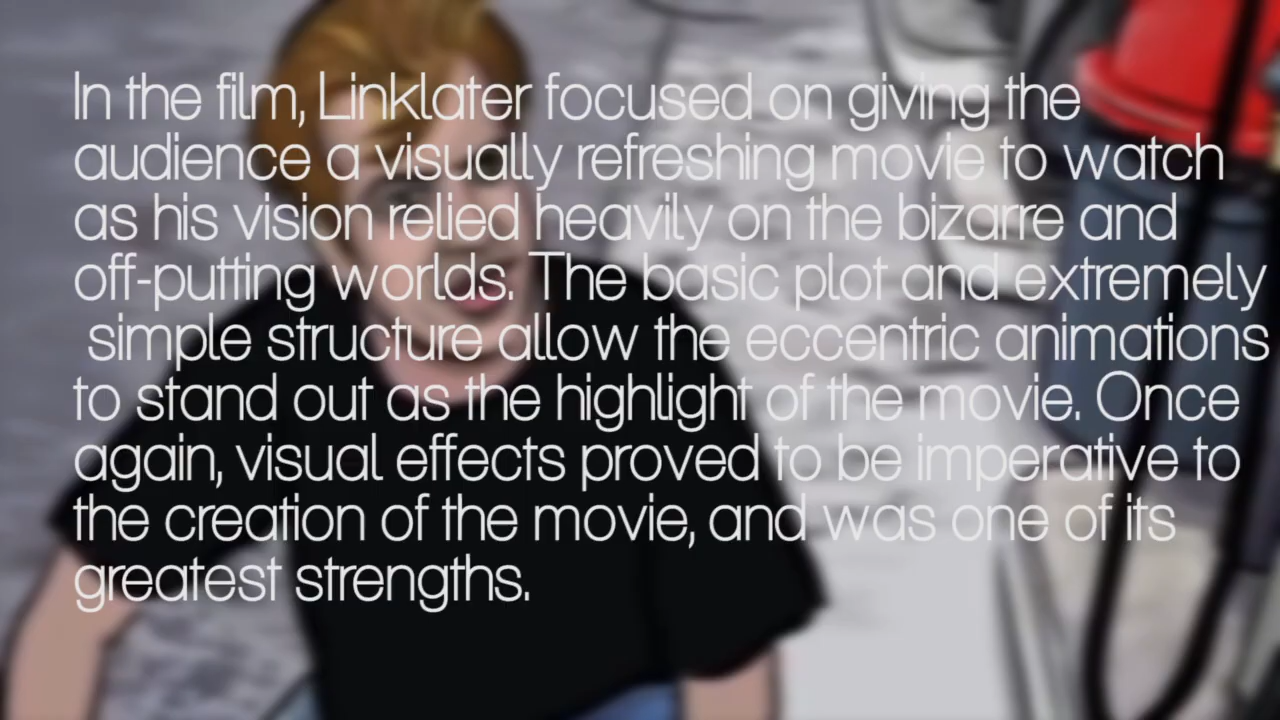 In the film, Linklater focused on giving the
audience a visually refreshing movie to watch
as his vision relied heavily on the bizarre and
off-putting worlds. The basic plot and extremely
simple structure allow the eccentric animations
to stand out as the highlight of the movie. Once
again, visual effects proved to be imperative to
the creation of the movie, and was one of its
greatest strengths.